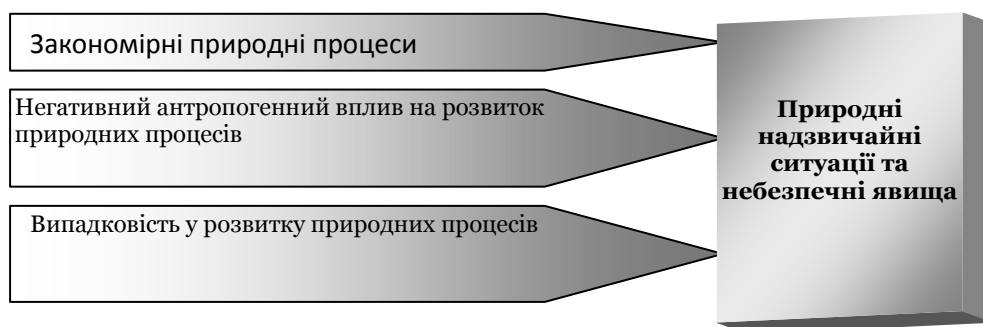 Закономірні природні процеси
Негативний антропогенний вплив на розвиток
природних процесів
Випадковість у розвитку природних процесів
Природні
надзвичайні
ситуації та
небезпечні явища